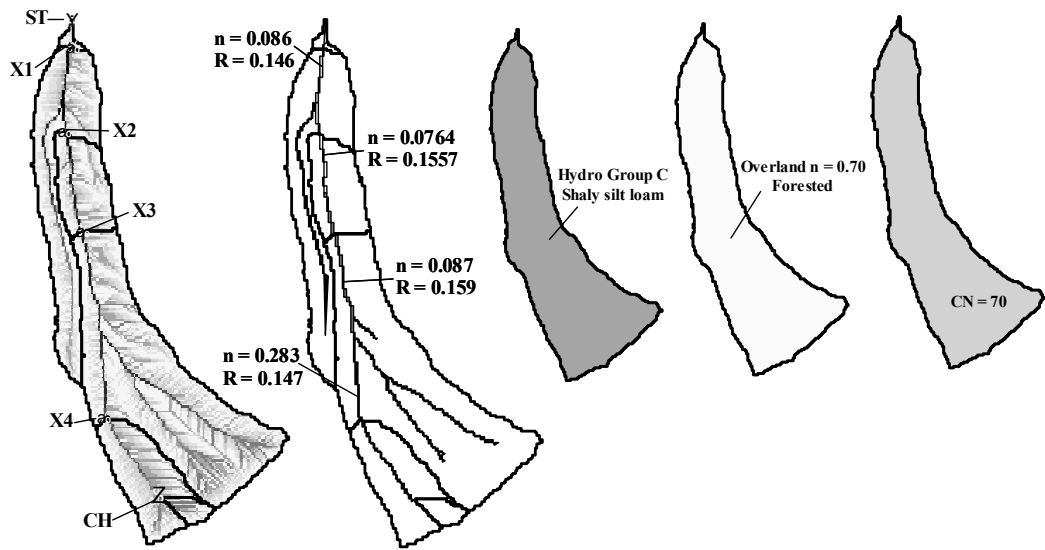 ST
X1
X2
X3
X4
CH
n = 0.086
R = 0.146
n = 0.0764
R = 0.1557
n = 0.087
R = 0.159
n = 0.283
R = 0.147
Hydro Group C
Shaly silt loam
Overland n = 0.70
Forested
CN = 70